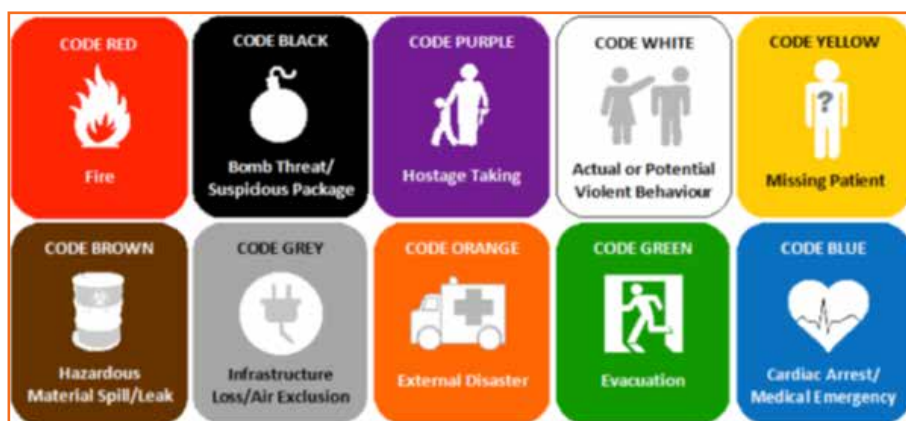 CODE RED
Fire
CODE BLACK
Bomb Threat/
Suspidous Package
CODE PURPLE
Hostage Taking
CODE WHITE
Actual or Potential
Violent Behaviour
CODE YELLOW
?
Missing Patient
CODE BROWN
Hazardous
Material Spill/Leak
CODE GREY
Infrastructure
Loss/Air Exclusion
CODE ORANGE
External Disaster
CODE GREEN
Evacuation
CODE BLUE
Cardiac Arrest/
Medical Emergency